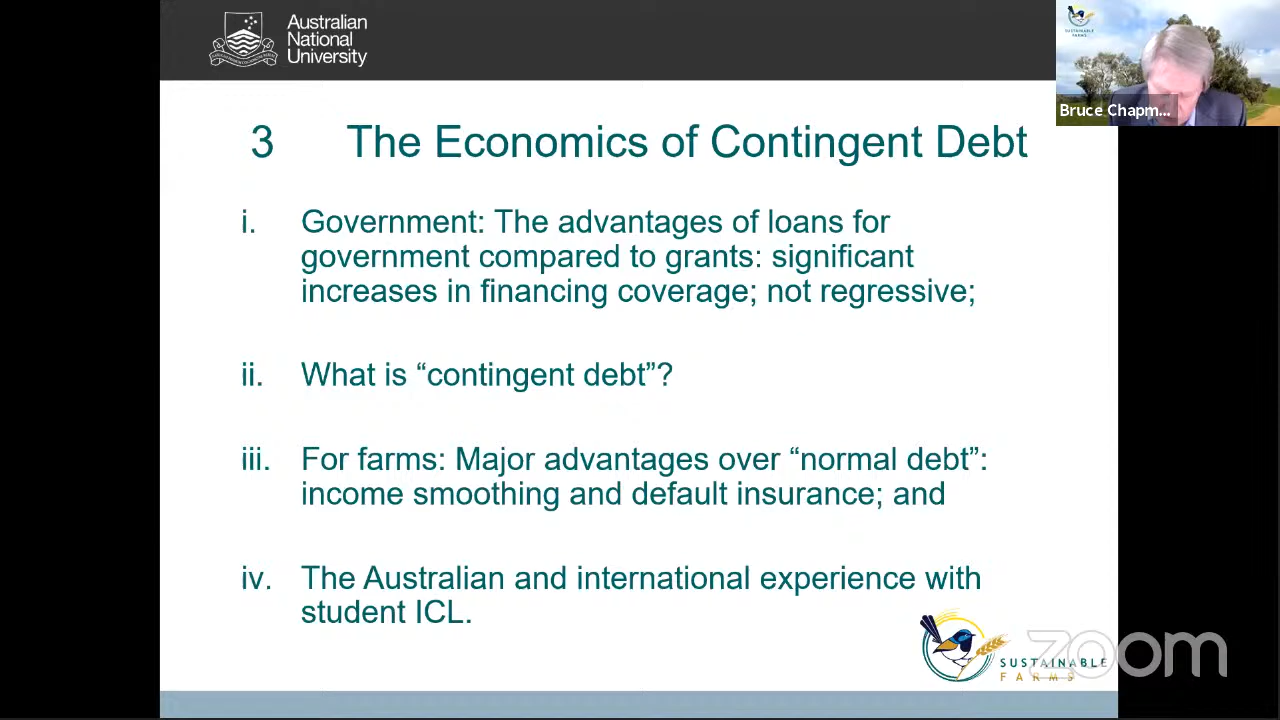 Australian
National
University
SUSTAINABLE
FARMS
Bruce Chapm...
3 The Economics of Contingent Debt
i. Government: The advantages of loans for
government compared to grants: significant
increases in financing coverage; not regressive;
ii. What is “contingent debt”?
iii. For farms: Major advantages over “normal debt”:
income smoothing and default insurance; and
iv. The Australian and international experience with
student ICL.
SUSTAINABLE
FARMS
zoom